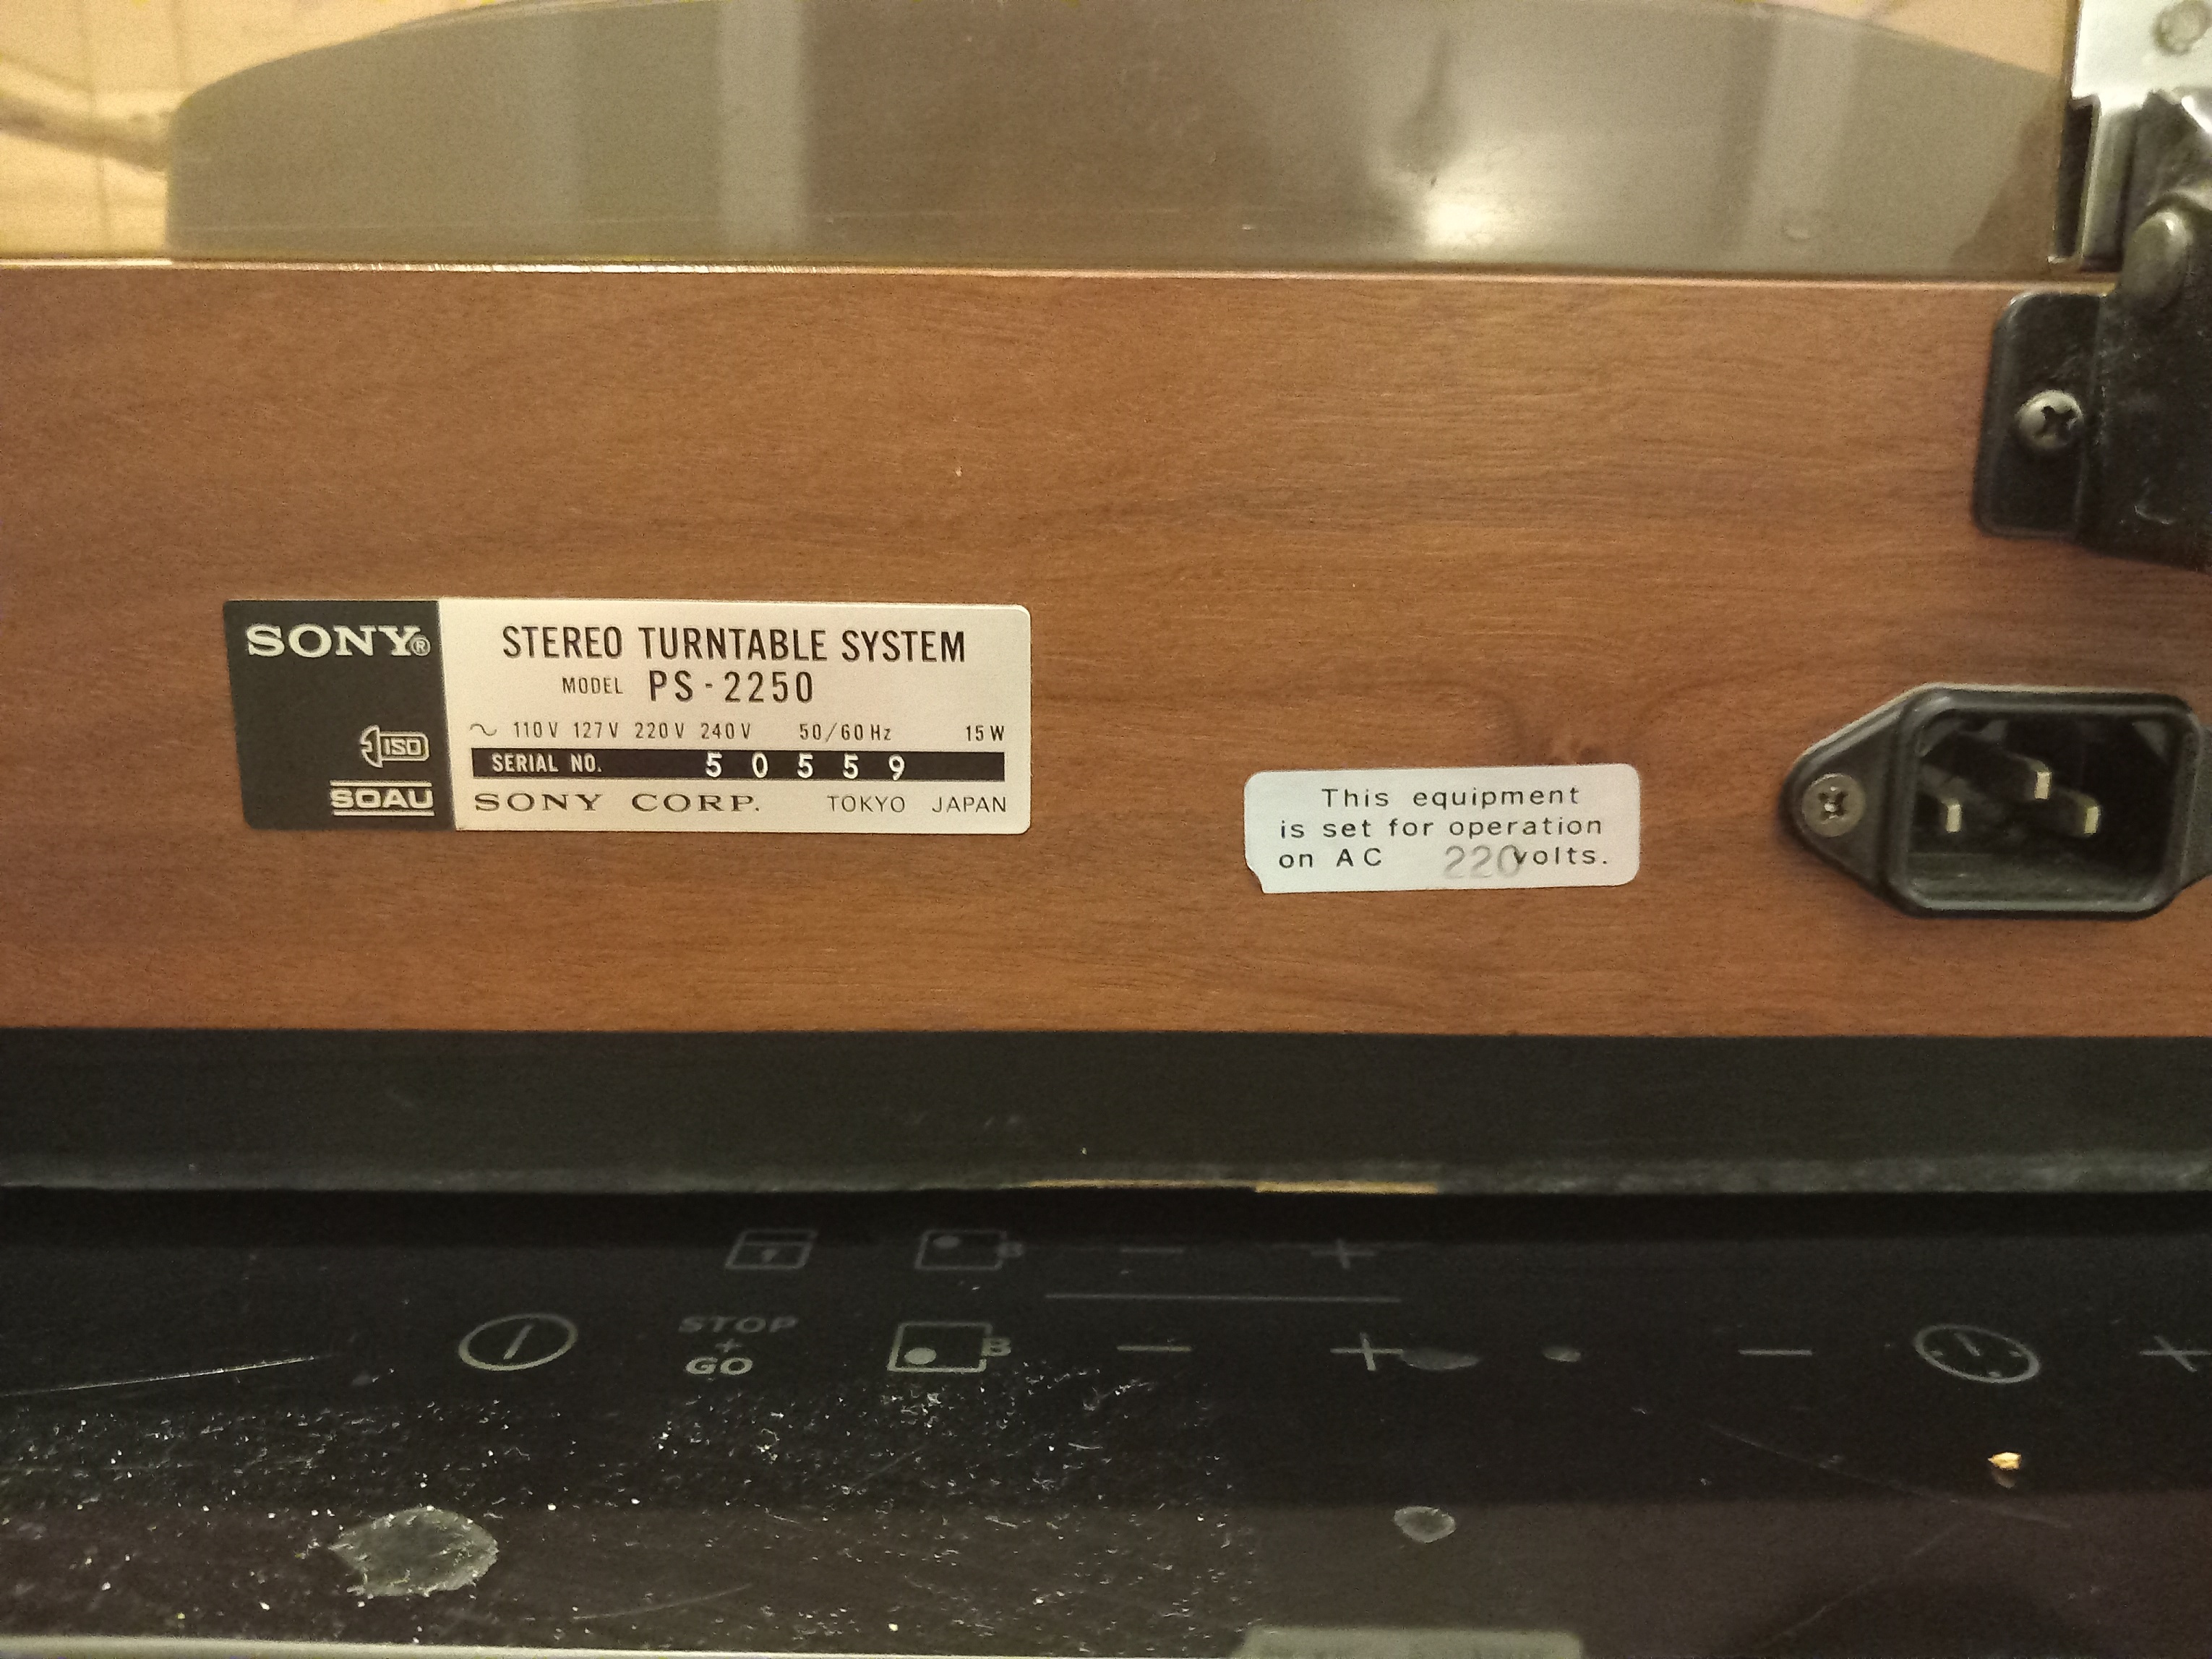 SONY®
ISO
SOAU
STEREO TURNTABLE SYSTEM
MODEL PS-2250
~ 110V 127V 220V 240V 50/60Hz 15W
SERIAL NO. 50559
SONY CORP. TOKYO JAPAN
This equipment
is set for operation
on AC 220 volts.
B
− +
STOP
+
GO
B
− + − +